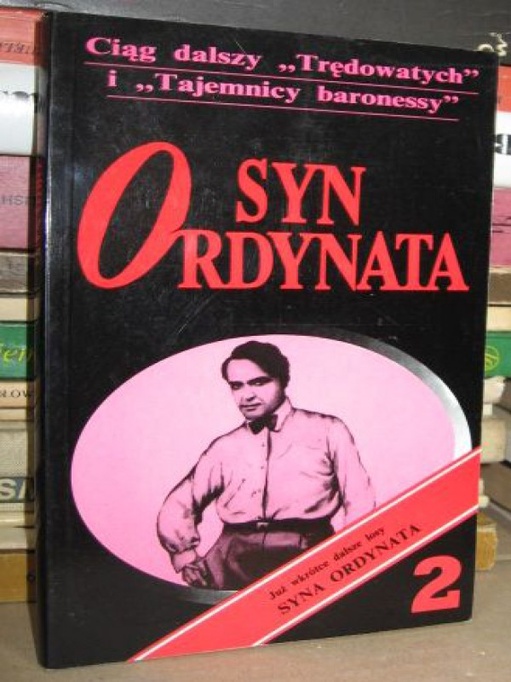 Ciąg dalszy „Trędowatych”
i „Tajemnicy baronessy”
SYN
ORDYNATA
Już wkrótce dalsze losy
SYNA ORDYNATA
2